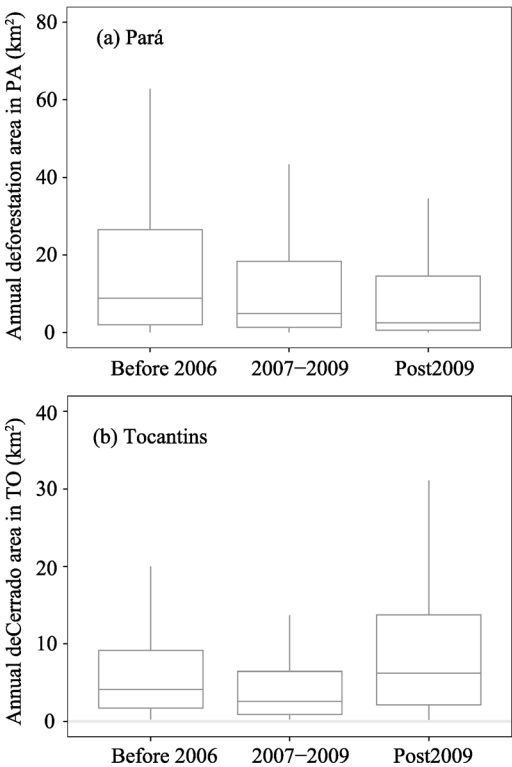 Annual deforestation area in PA (km²)
(a) Pará
80
60
40
20
0
Before 2006 2007−2009 Post2009
Annual deCerrado area in TO (km²)
(b) Tocantins
40
30
20
10
0
Before 2006 2007−2009 Post2009